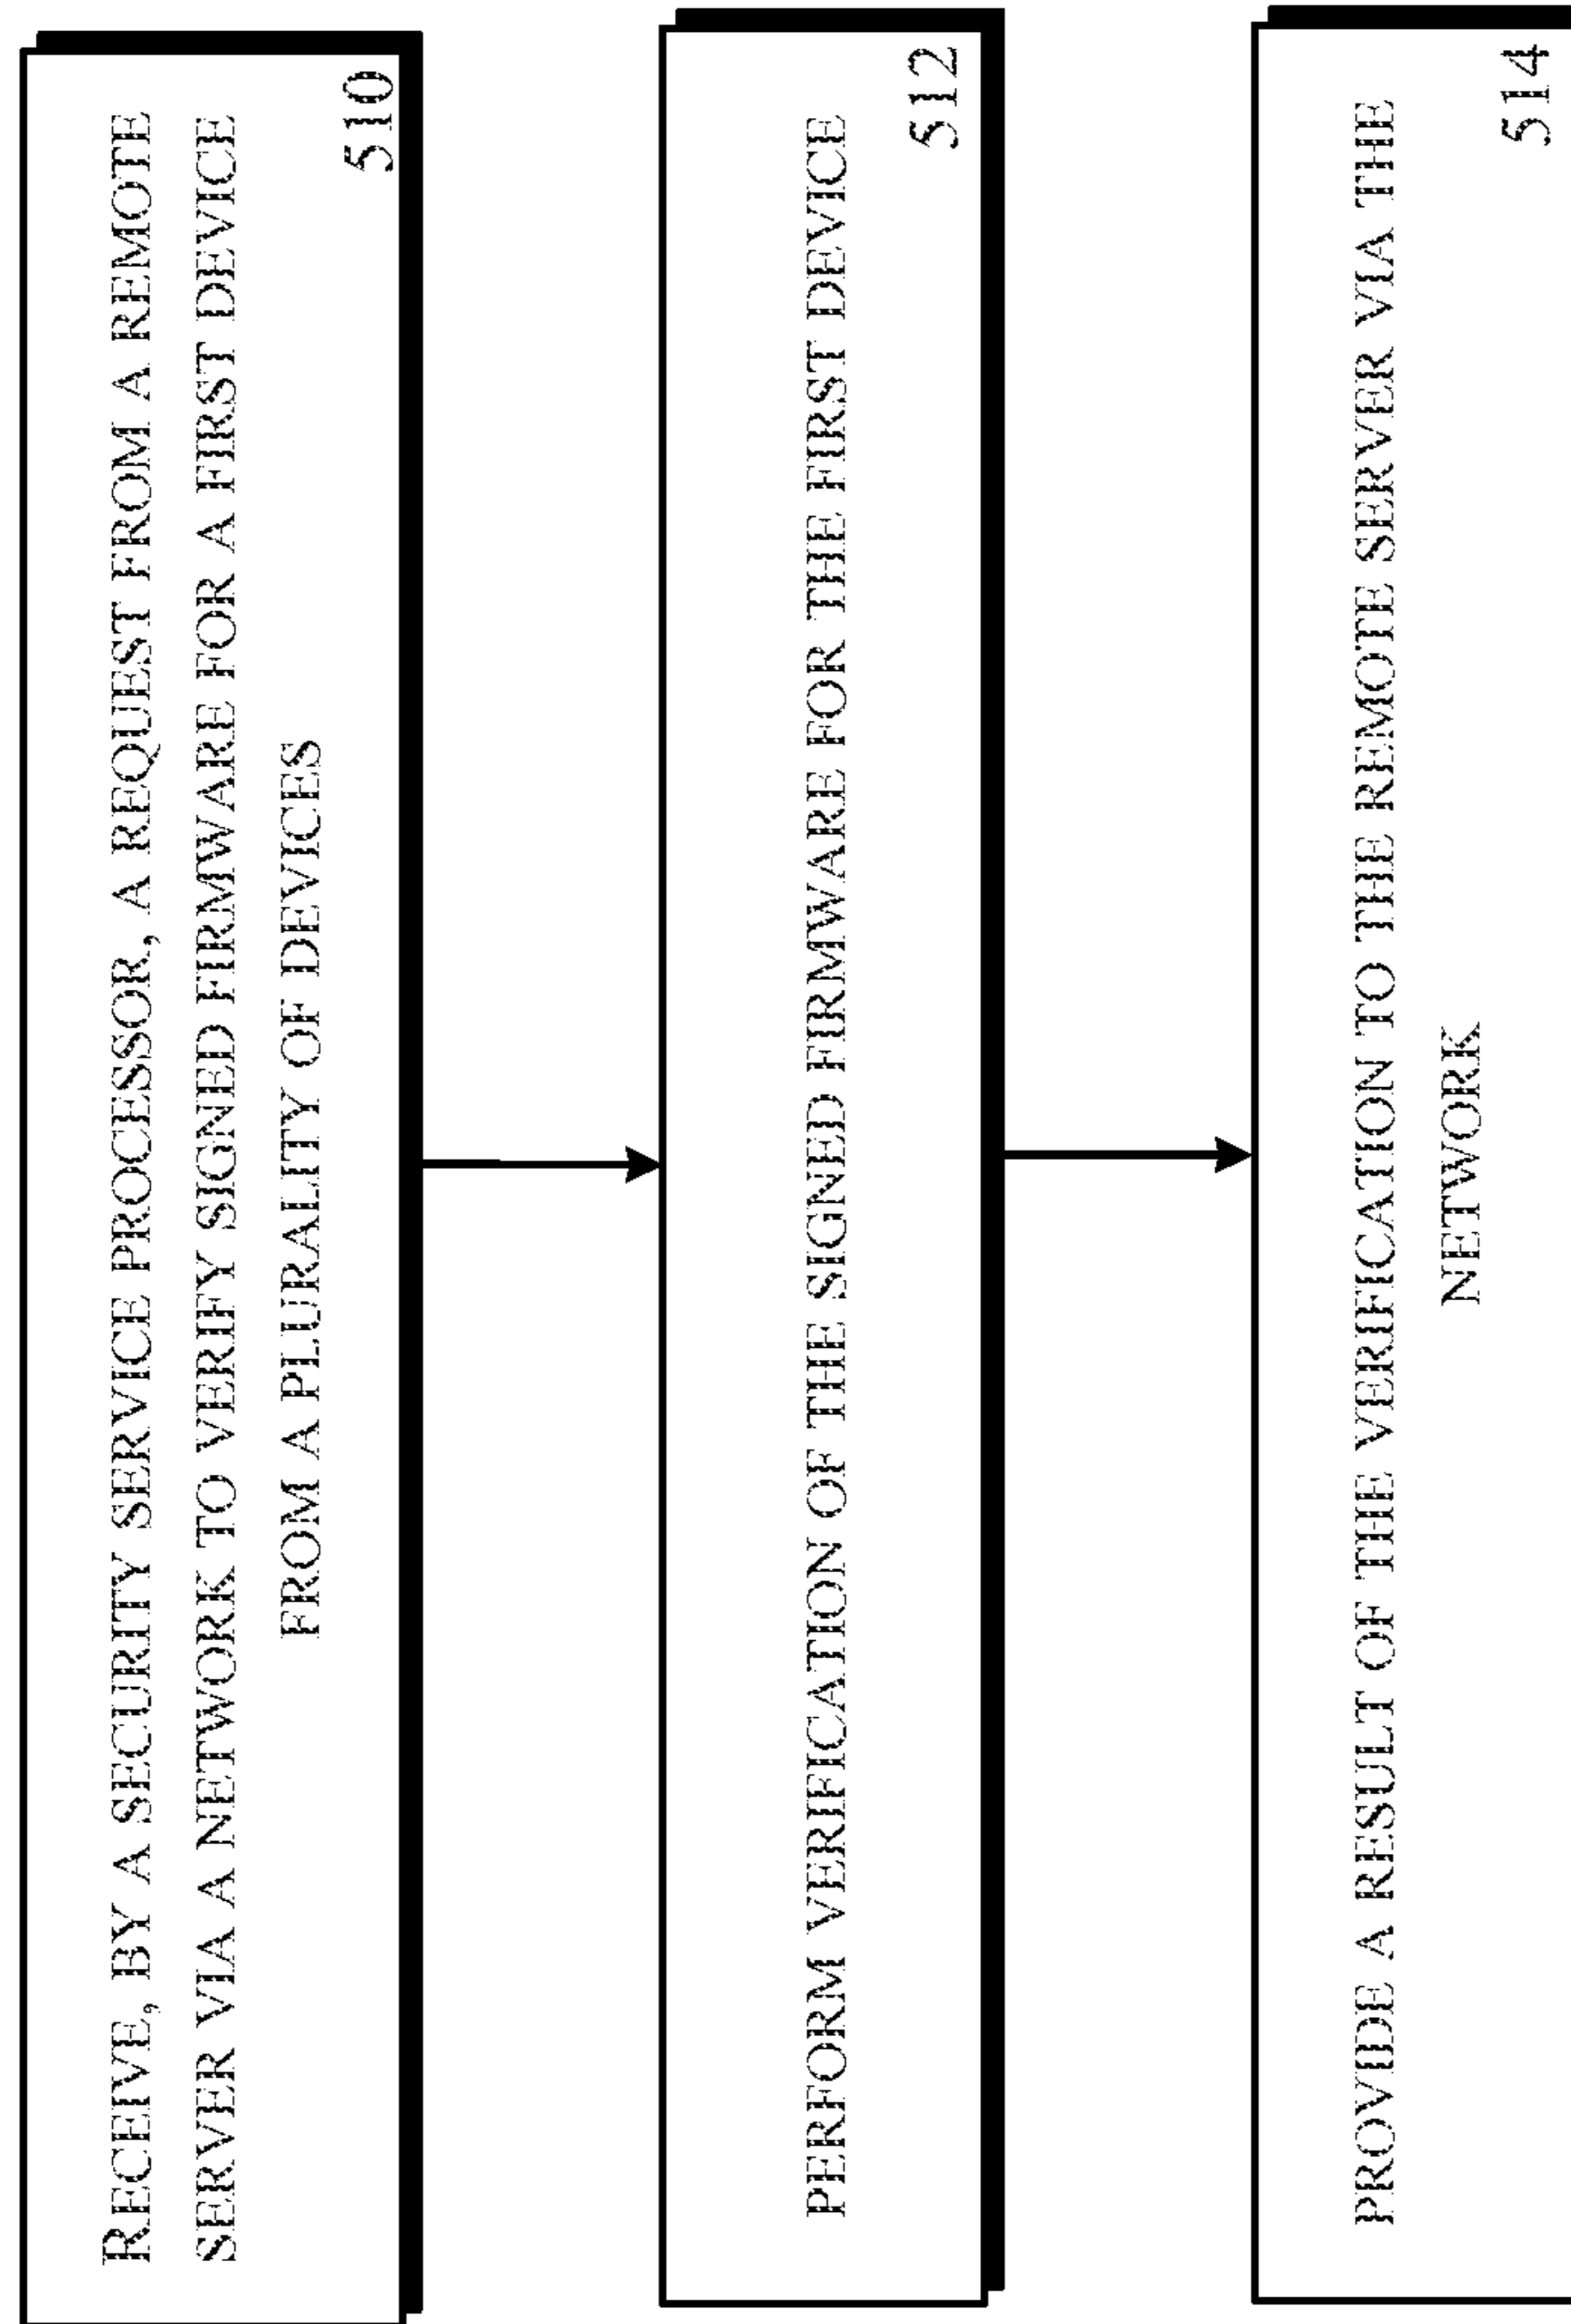 RECEIVE, BY A SECURITY SERVICE PROCESSOR, A REQUEST FROM A REMOTE
SERVER VIA A NETWORK TO VERIFY SIGNED FIRMWARE FOR A FIRST DEVICE
FROM A PLURALITY OF DEVICES
510
PERFORM VERIFICATION OF THE SIGNED FIRMWARE FOR THE FIRST DEVICE
512
PROVIDE A RESULT OF THE VERIFICATION TO THE REMOTE SERVER VIA THE
NETWORK
514